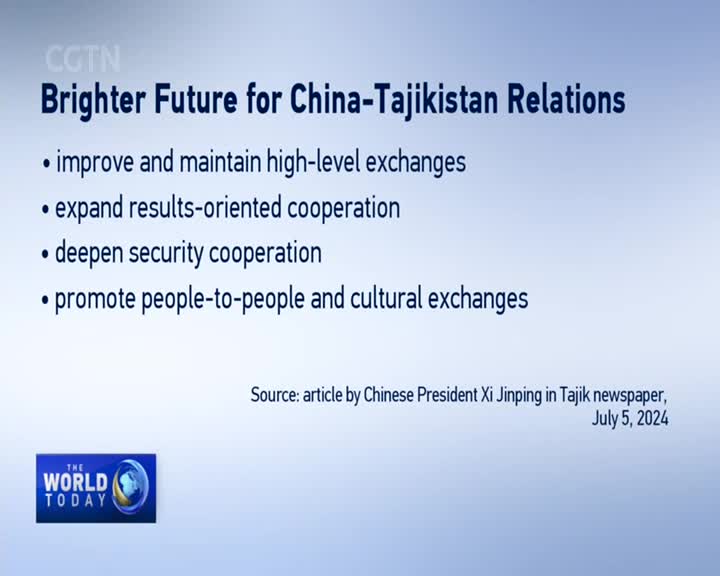 CGTN
Brighter Future for China-Tajikistan Relations
• improve and maintain high-level exchanges
• expand results-oriented cooperation
• deepen security cooperation
• promote people-to-people and cultural exchanges
Source: article by Chinese President Xi Jinping in Tajik newspaper,
July 5, 2024
THE
WORLD
TODAY